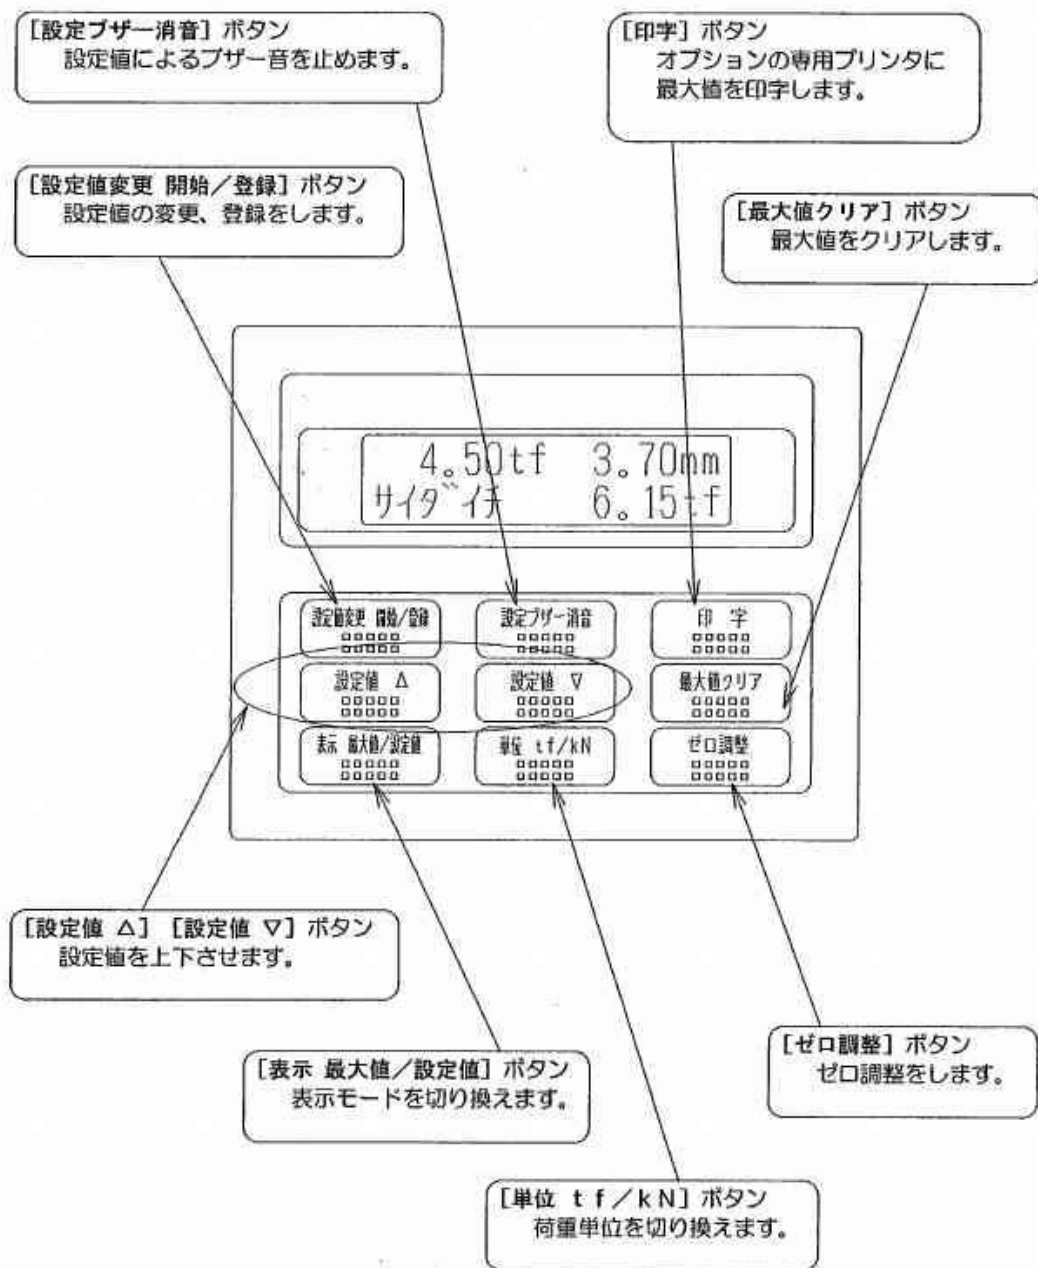 [設定ブザー消音] ボタン
設定値によるブザー音を止めます。
[印字] ボタン
オプションの専用プリンタに
最大値を印字します。
[設定値変更 開始／登録] ボタン
設定値の変更、登録をします。
[最大値クリア] ボタン
最大値をクリアします。
4.50tf 3.70mm
サイダイチ 6.15tf
設定値変更 開始/登録
設定ブザー消音
印 字
設定値 △
設定値 ▽
最大値クリア
表示 最大値/設定値
単位 tf/kN
ゼロ調整
[設定値 △] [設定値 ▽] ボタン
設定値を上下させます。
[ゼロ調整] ボタン
ゼロ調整をします。
[表示 最大値／設定値] ボタン
表示モードを切り換えます。
[単位 ｔｆ／ｋＮ] ボタン
荷重単位を切り換えます。